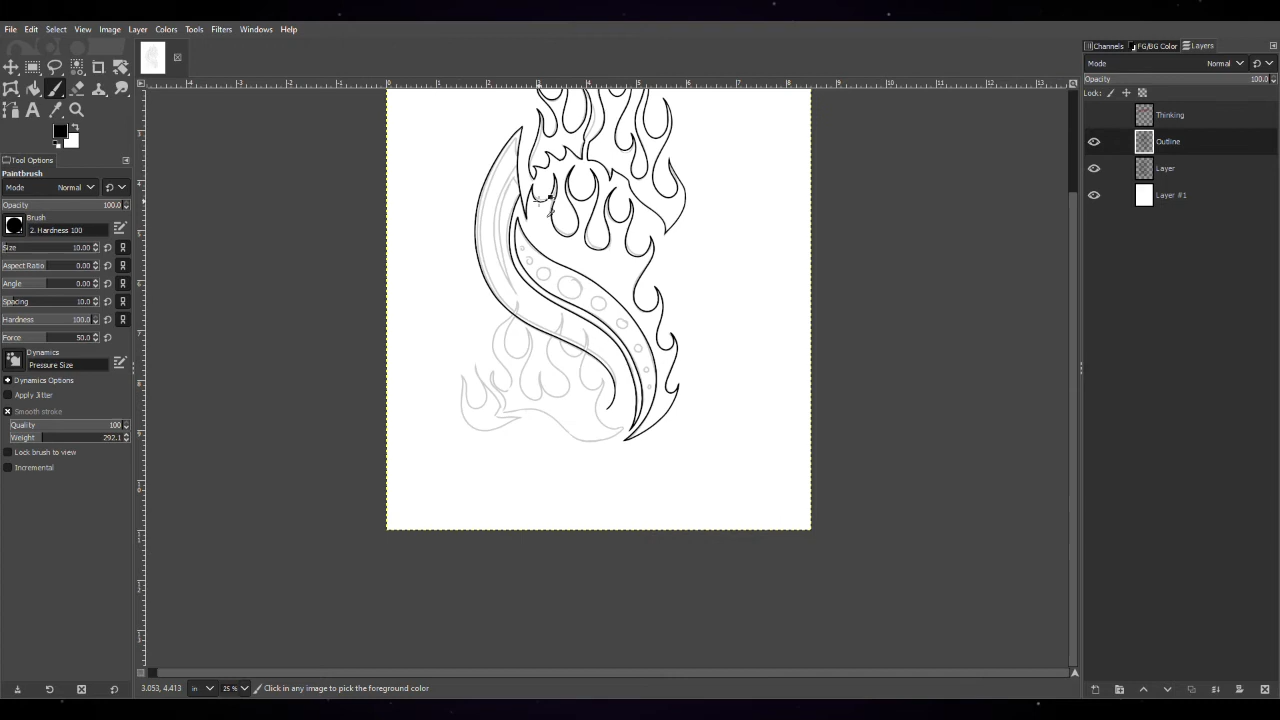 File Edit Select View Image Layer Colors Tools Filters Windows Help
Channels FG/BG Color Layers
Mode Normal
Opacity 100.0
Lock:
Thinking
Outline
Layer
Layer #1
Tool Options
Paintbrush
Mode Normal
Opacity 100.0
Brush
2. Hardness 100
Size 10.00
Aspect Ratio 0.00
Angle 0.00
Spacing 10.0
Hardness 100.0
Force 50.0
Dynamics
Pressure Size
Dynamics Options
Apply Jitter
Smooth stroke
Quality 100
Weight 292.1
Lock brush to view
Incremental
3.053, 4.413 in 25 % Click in any image to pick the foreground color